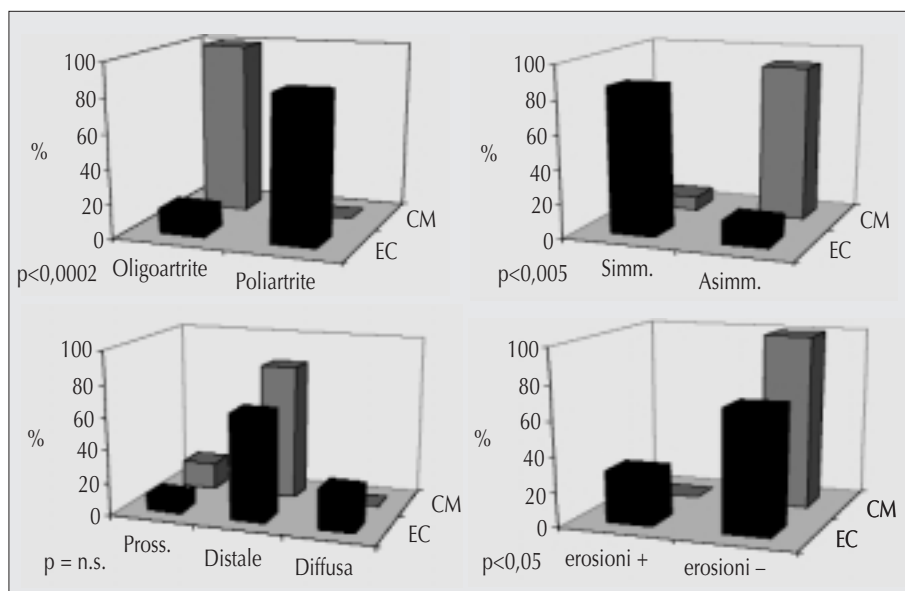 100
80
60
40
20
0
%
CM
EC
Oligoartrite
Poliartrite
p<0,0002
100
80
60
40
20
0
%
CM
EC
Simm.
Asimm.
p<0,005
100
80
60
40
20
0
%
CM
EC
Pross.
Distale
Diffusa
p = n.s.
100
80
60
40
20
0
%
CM
EC
erosioni +
erosioni –
p<0,05